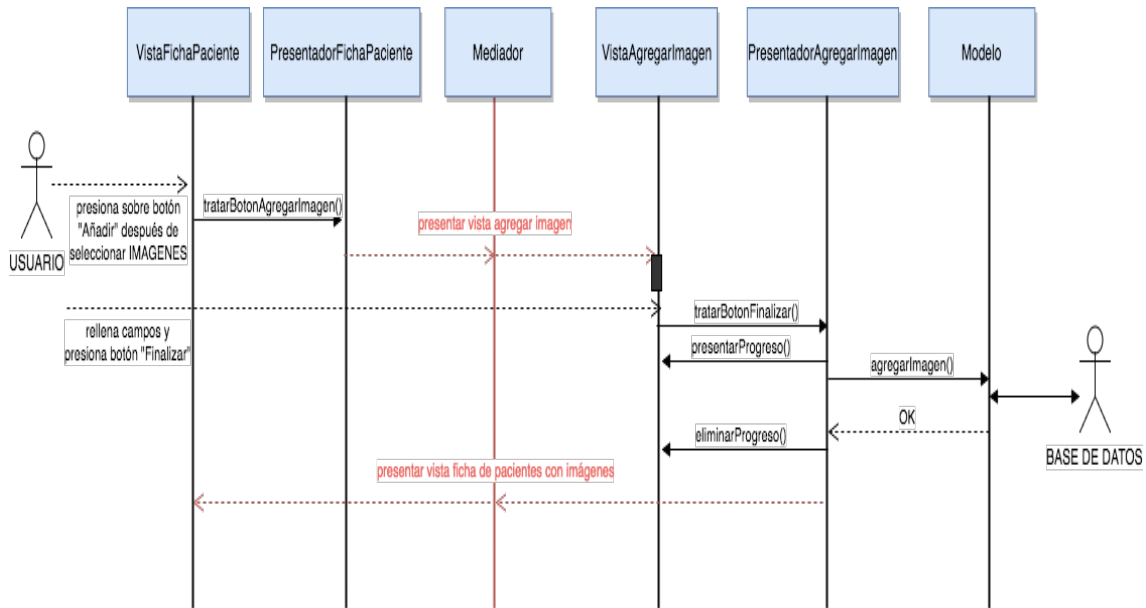 VistaFichaPaciente
PresentadorFichaPaciente
Mediador
VistaAgregarImagen
PresentadorAgregarImagen
Modelo
presiona sobre botón
"Añadir" después de
seleccionar IMAGENES
USUARIO
tratarBotonAgregarImagen()
presentar vista agregar imagen
rellena campos y
presiona botón "Finalizar"
tratarBotonFinalizar()
presentarProgreso()
agregarImagen()
OK
eliminarProgreso()
BASE DE DATOS
presentar vista ficha de pacientes con imágenes